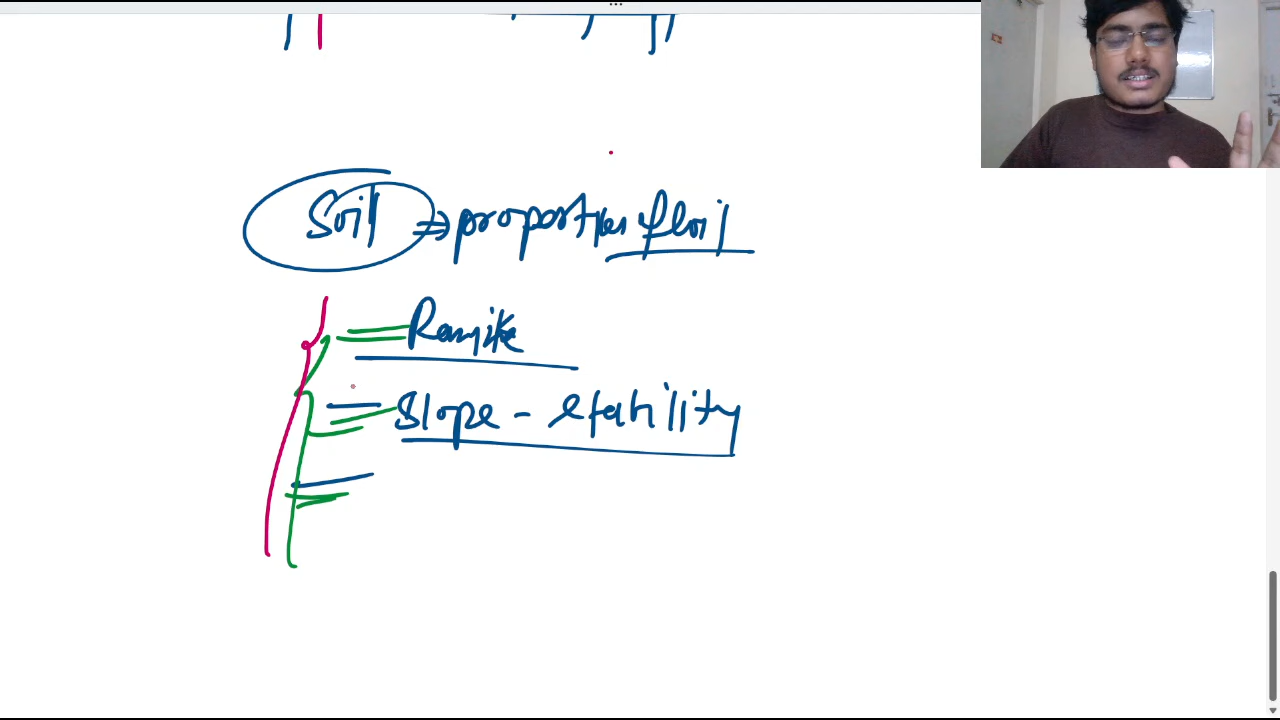 Soil ⇒ properties of soil
Rankine
Slope - stability